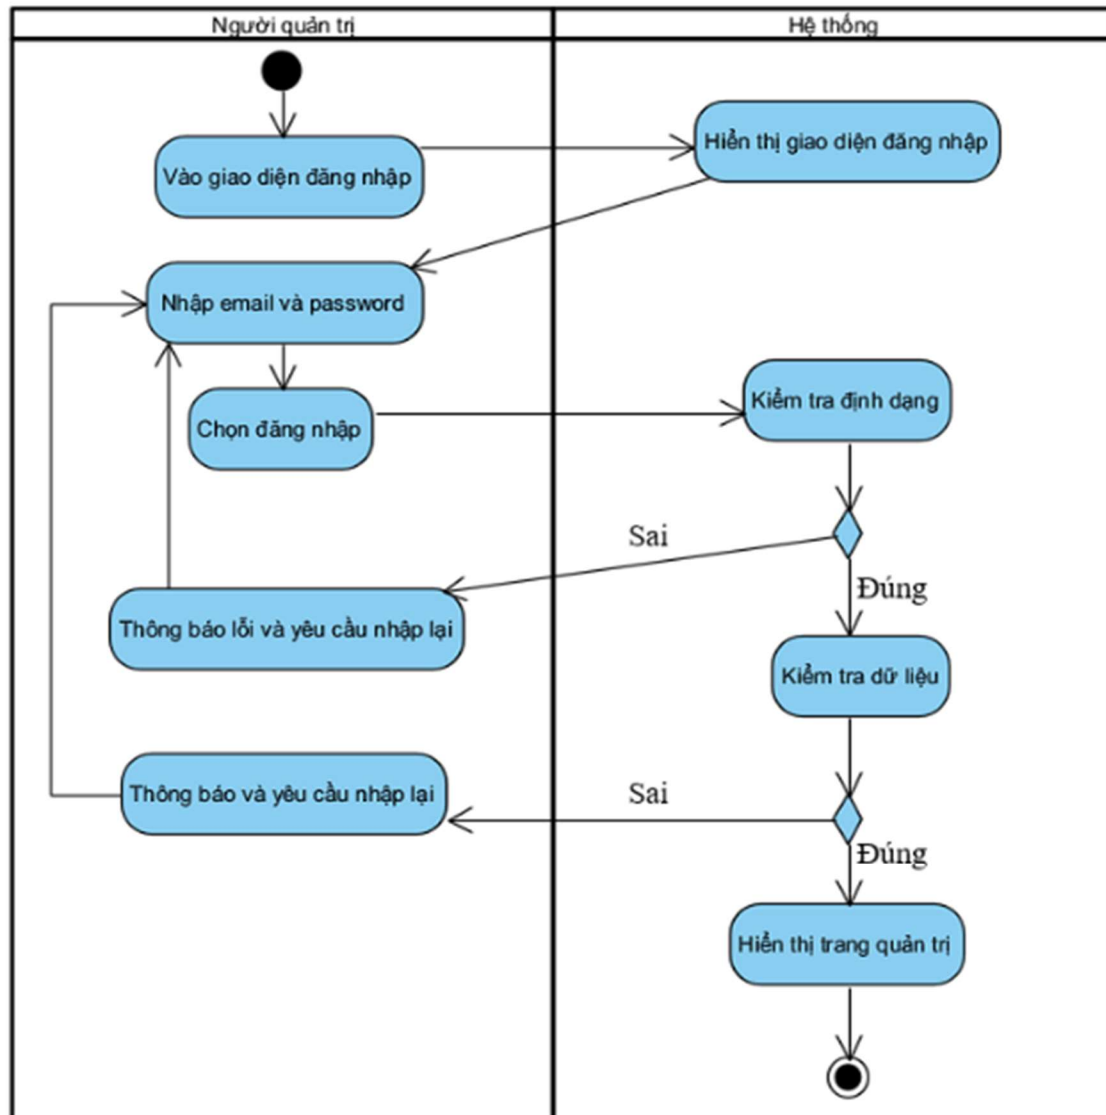 Người quản trị
Hệ thống
Hiển thị giao diện đăng nhập
Vào giao diện đăng nhập
Nhập email và password
Kiểm tra định dạng
Chọn đăng nhập
Sai
Đúng
Thông báo lỗi và yêu cầu nhập lại
Kiểm tra dữ liệu
Thông báo và yêu cầu nhập lại
Sai
Đúng
Hiển thị trang quản trị